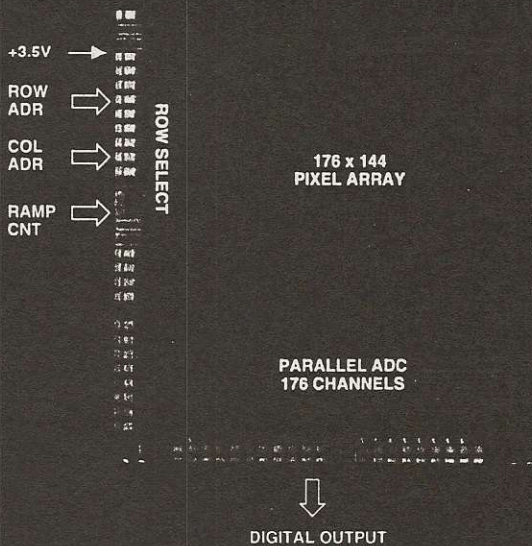 +3.5V
ROW
ADR
COL
ADR
RAMP
CNT
ROW SELECT
176 x 144
PIXEL ARRAY
PARALLEL ADC
176 CHANNELS
DIGITAL OUTPUT